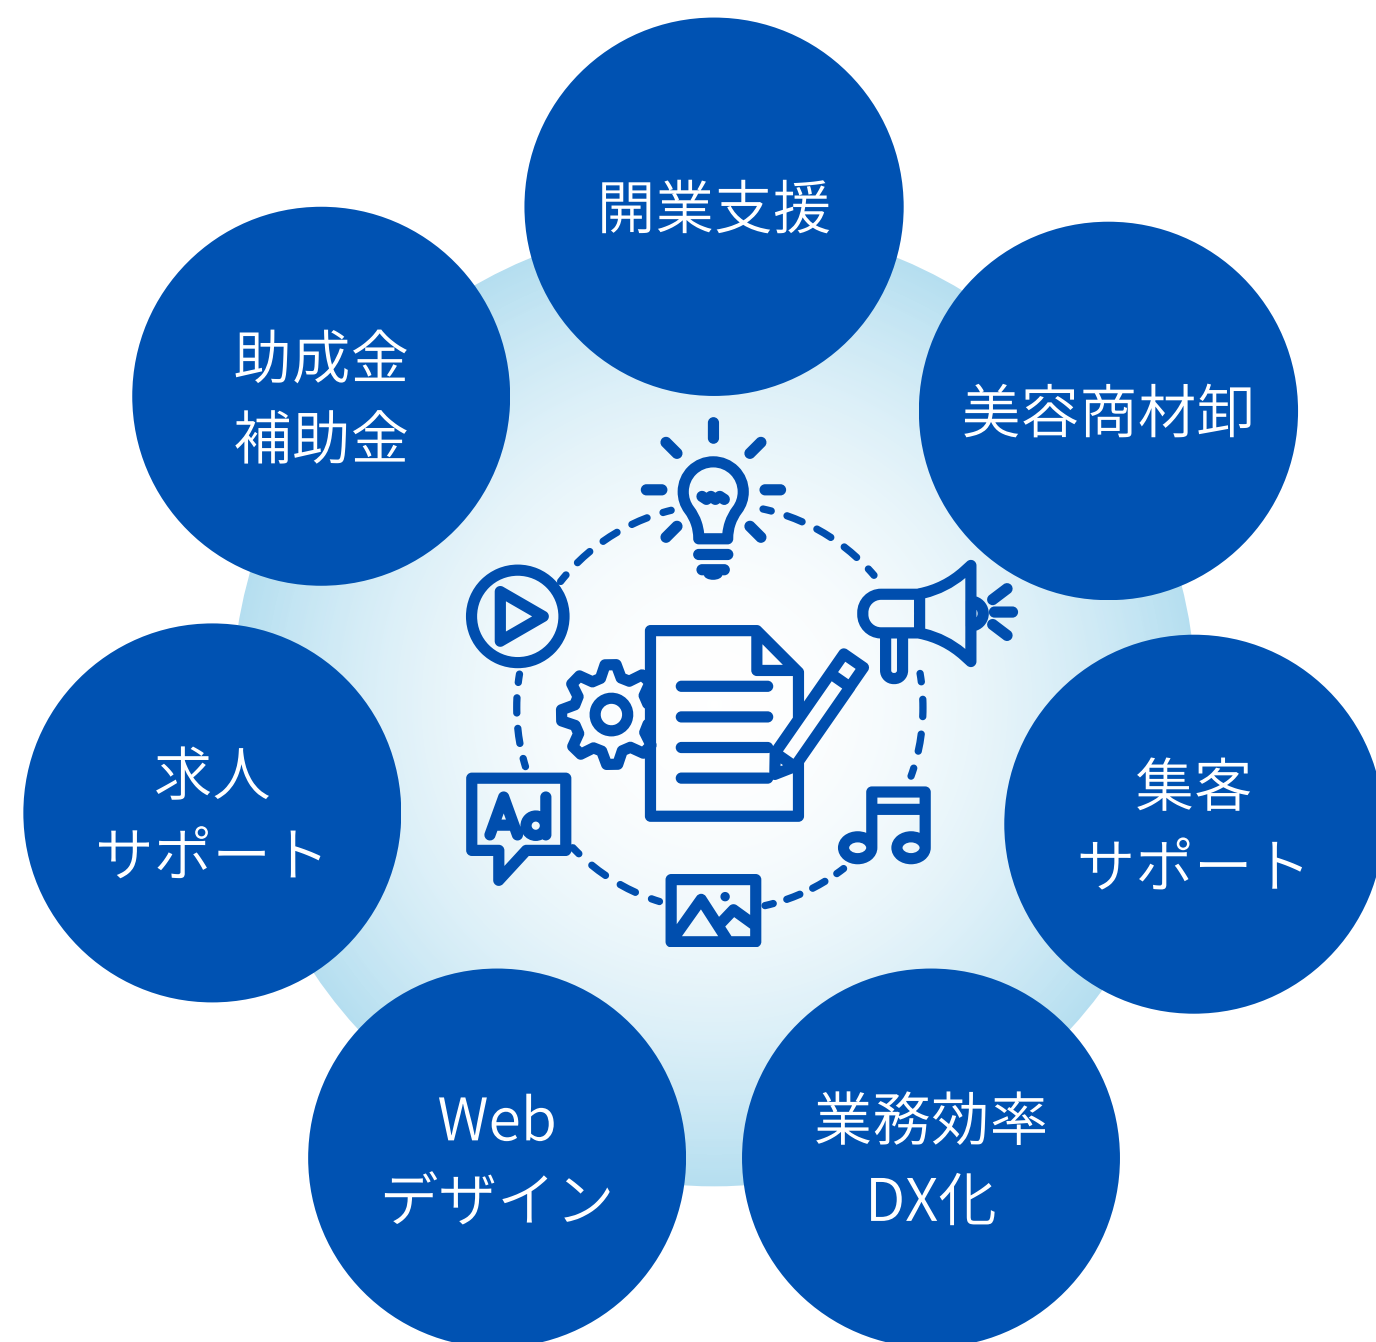 開業支援
美容商材卸
集客
サポート
業務効率
DX化
Web
デザイン
求人
サポート
助成金
補助金
Ad